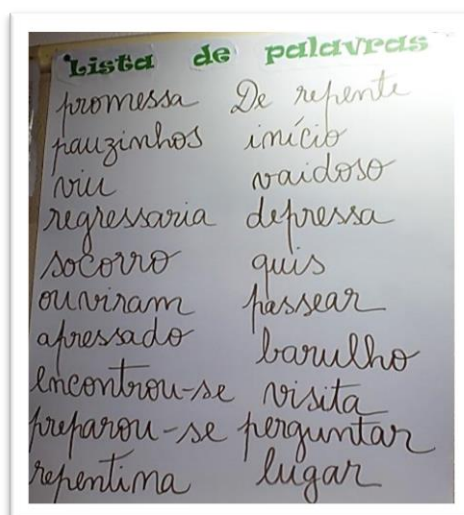 Lista de palavras
promessa De repente
pauzinhos início
viu vaidoso
regressaria depressa
socorro quis
ouviram passear
apressado barulho
encontrou-se visita
preparou-se perguntar
repentina lugar